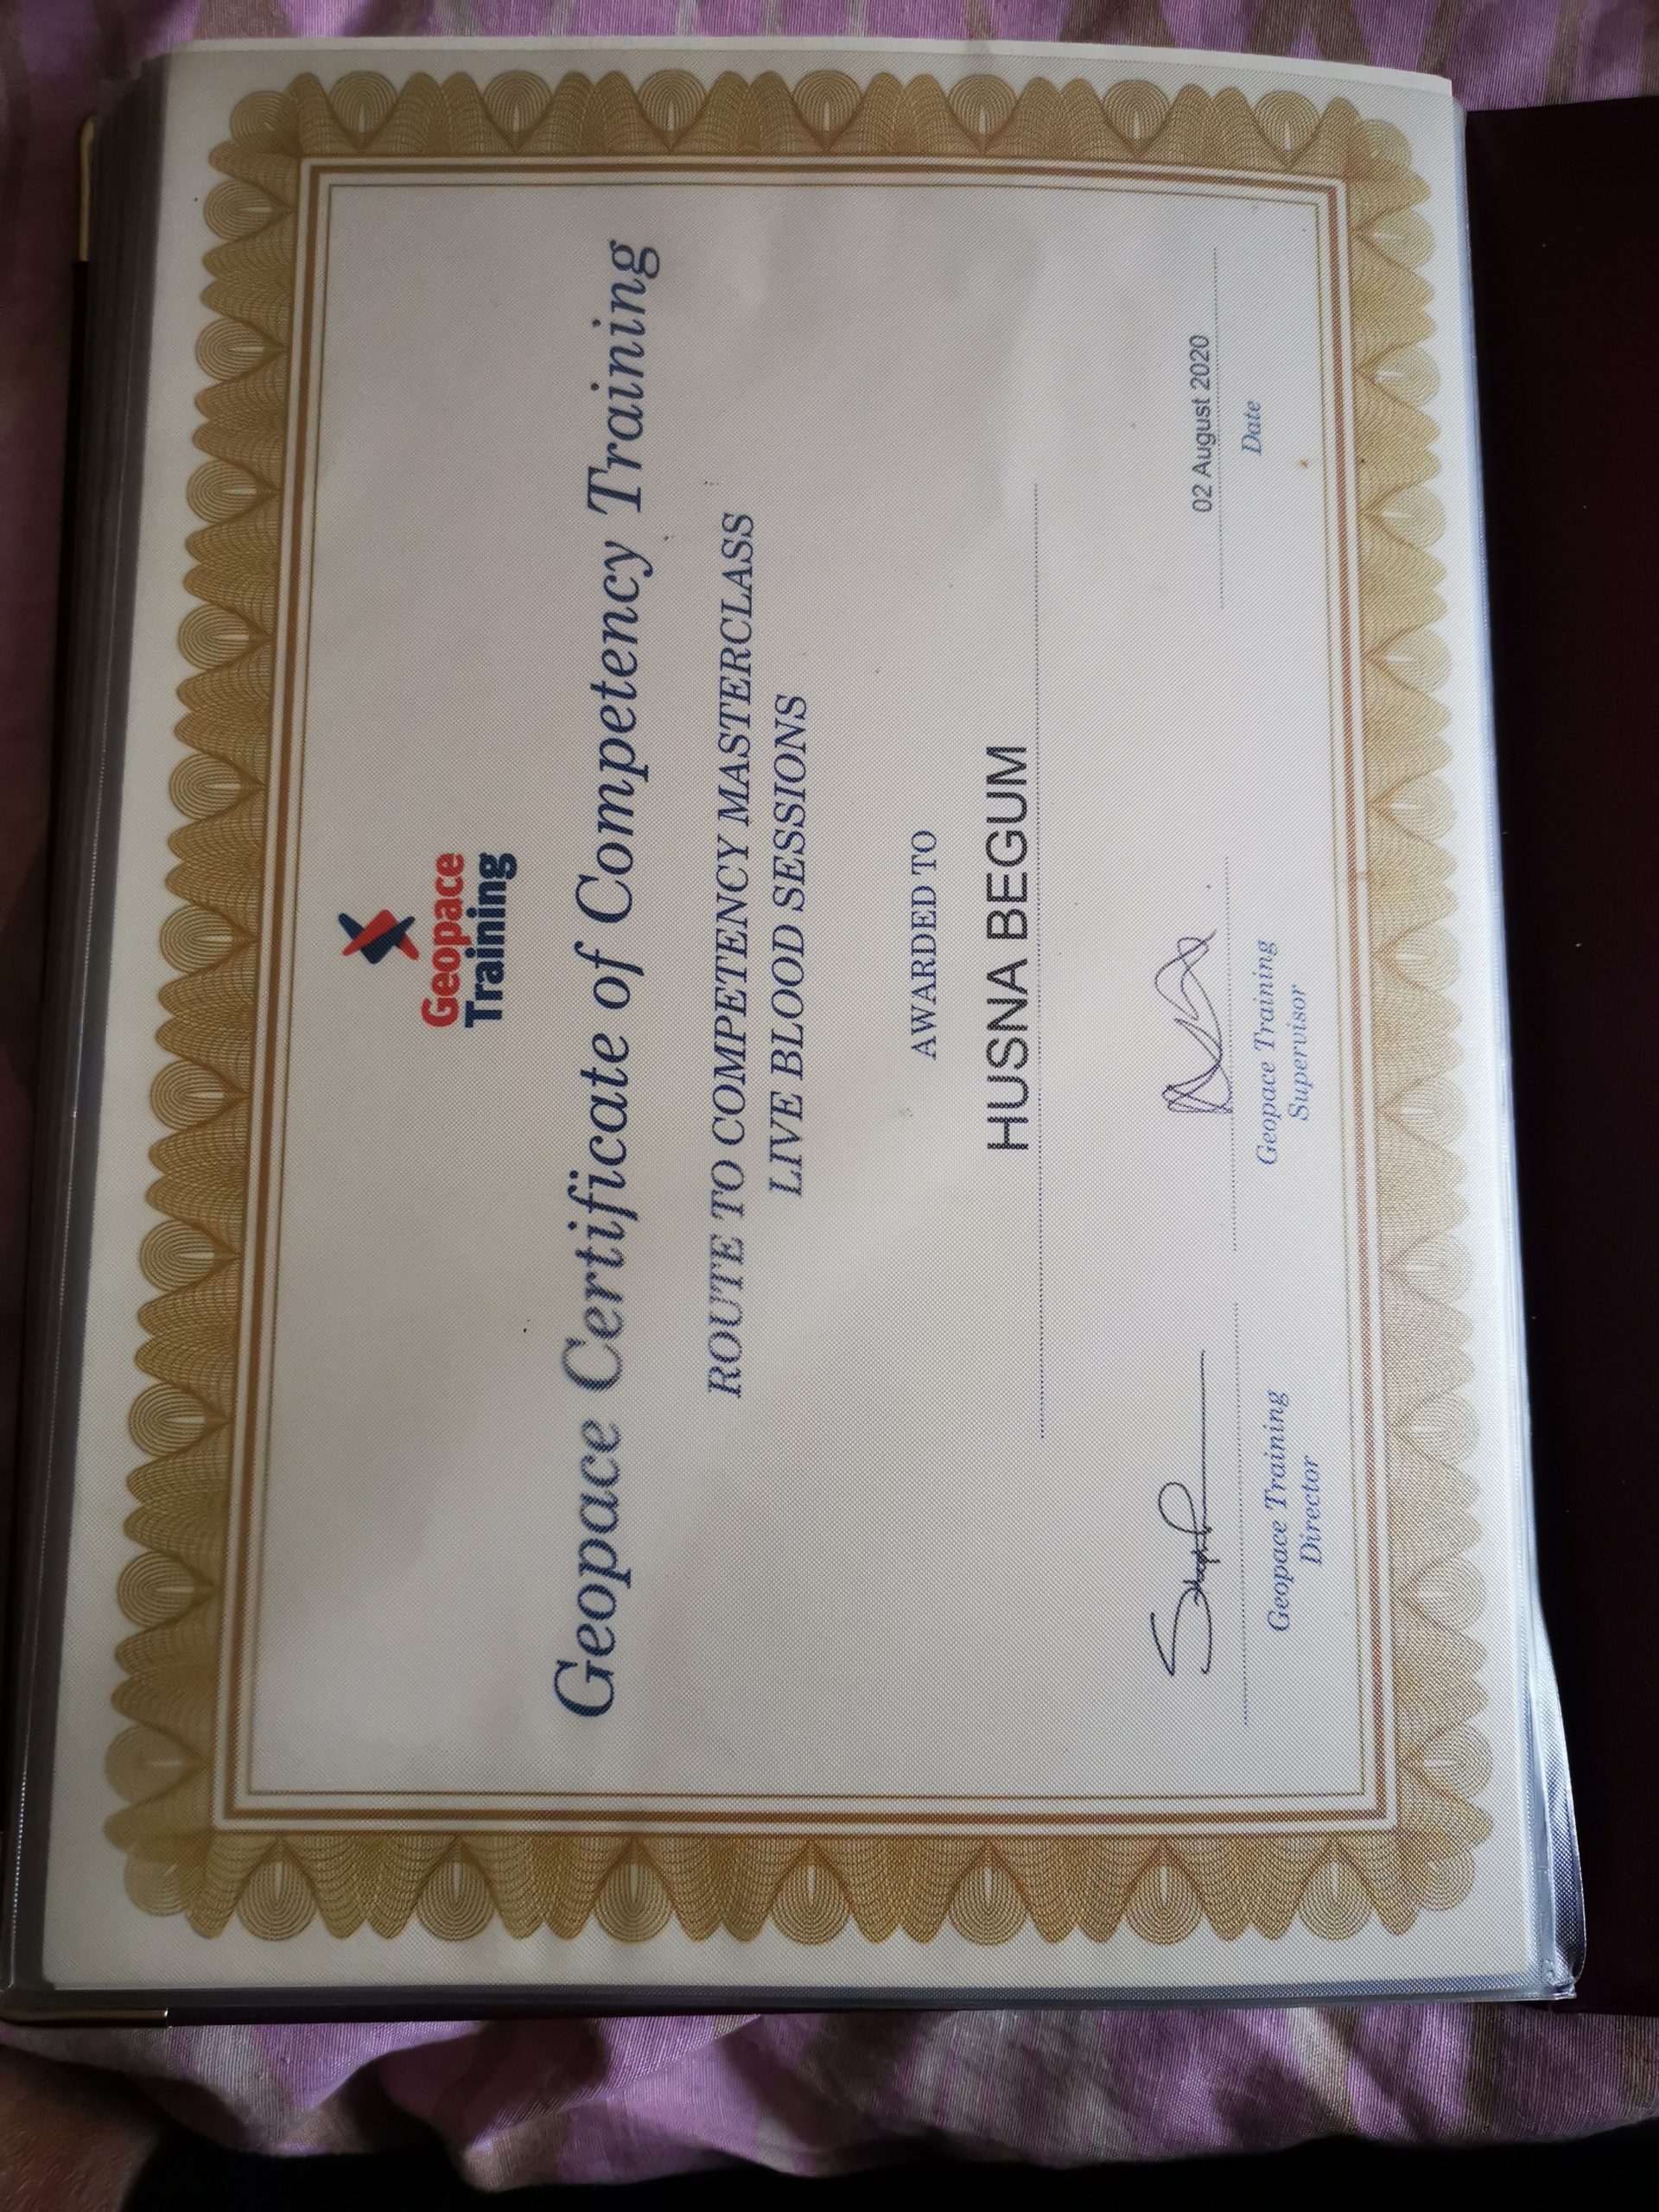 Geopace
Training
Geopace Certificate of Competency Training
ROUTE TO COMPETENCY MASTERCLASS
LIVE BLOOD SESSIONS
AWARDED TO
HUSNA BEGUM
02 August 2020
Geopace Training
Director
Geopace Training
Supervisor
Date